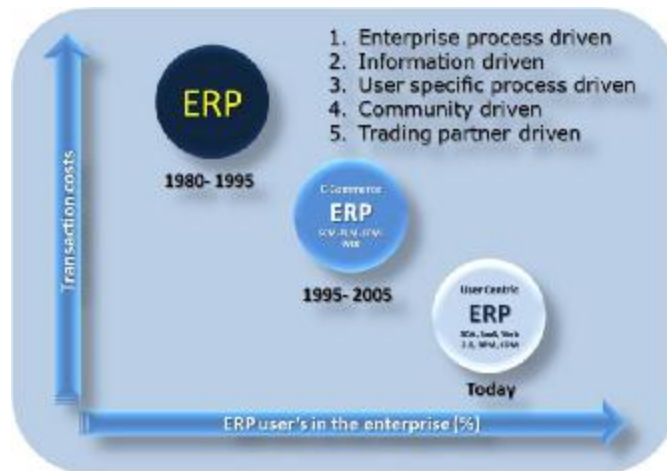 1. Enterprise process driven
2. Information driven
3. User specific process driven
4. Community driven
5. Trading partner driven
ERP
1980- 1995
ERP
1995- 2005
User Centric
ERP
Today
Transaction costs
ERP user's in the enterprise [%]